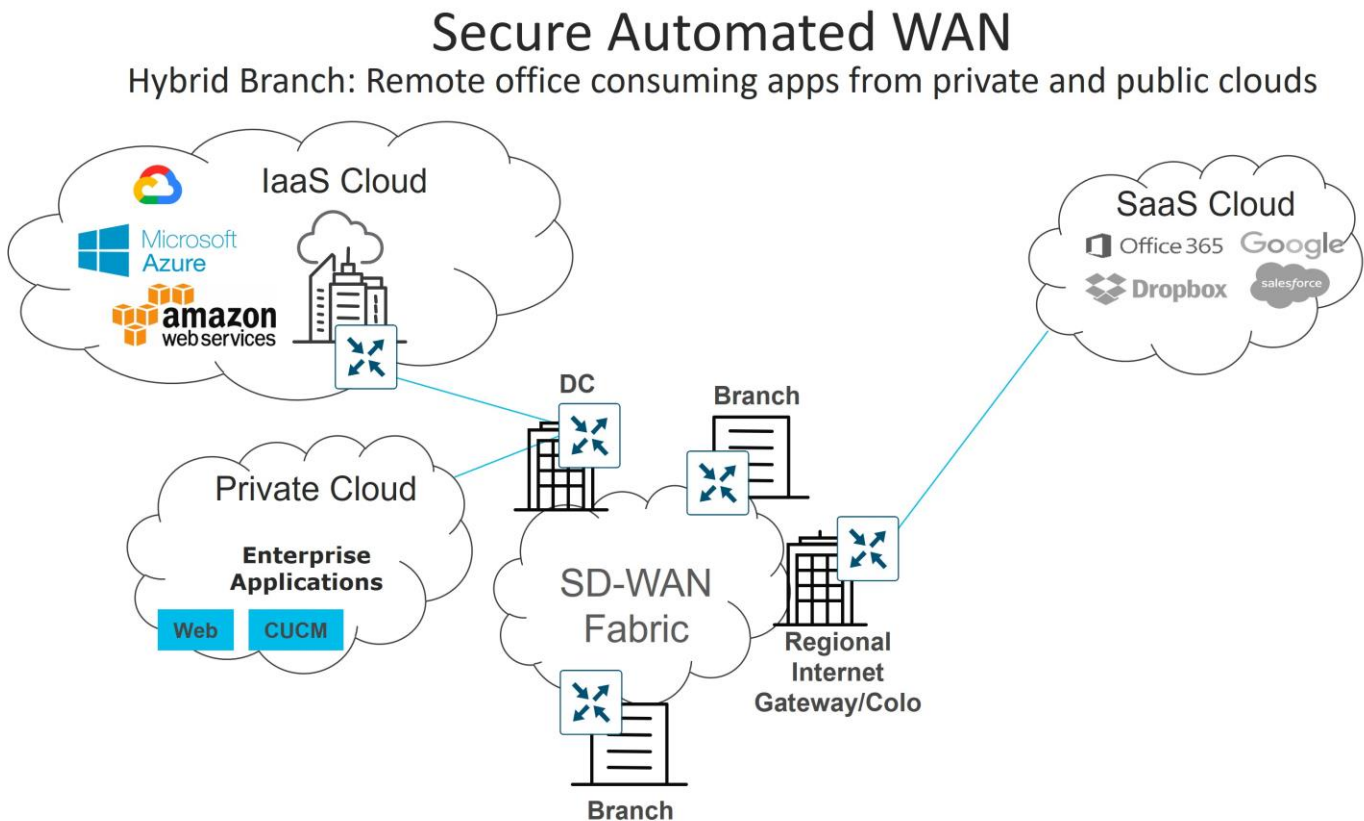 Secure Automated WAN
Hybrid Branch: Remote office consuming apps from private and public clouds
IaaS Cloud
Microsoft
Azure
amazon
webservices
SaaS Cloud
Office 365
Google
Dropbox
salesforce
DC
Branch
Private Cloud
Enterprise
Applications
Web
CUCM
SD-WAN
Fabric
Regional
Internet
Gateway/Colo
Branch